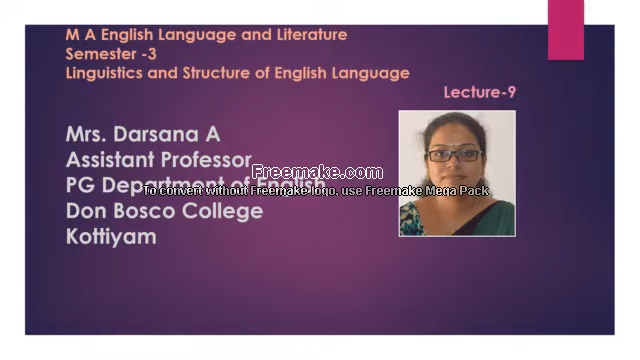 M A English Language and Literature
Semester -3
Linguistics and Structure of English Language
Lecture-9
Mrs. Darsana A
Assistant Professor
Freemake.com
PG Department of English
To convert without Freemake logo, use Freemake Mega Pack
Don Bosco College
Kottiyam